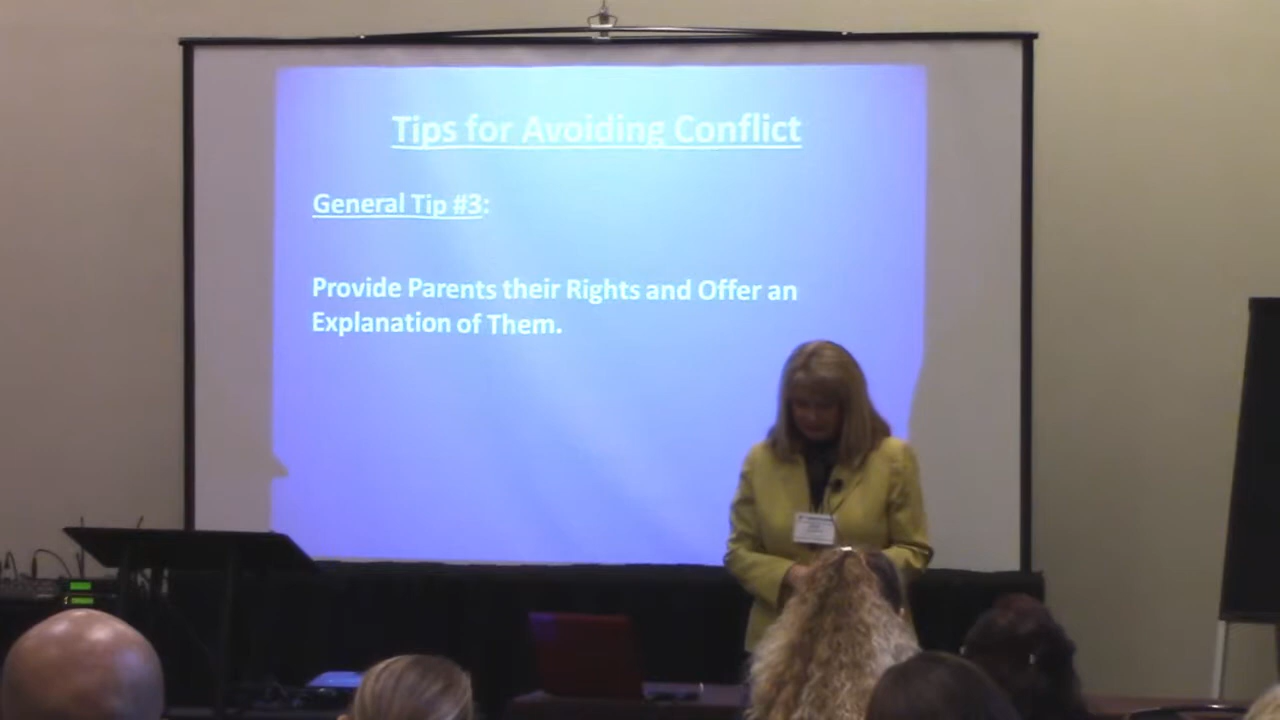 Tips for Avoiding Conflict
General Tip #3:
Provide Parents their Rights and Offer an
Explanation of Them.